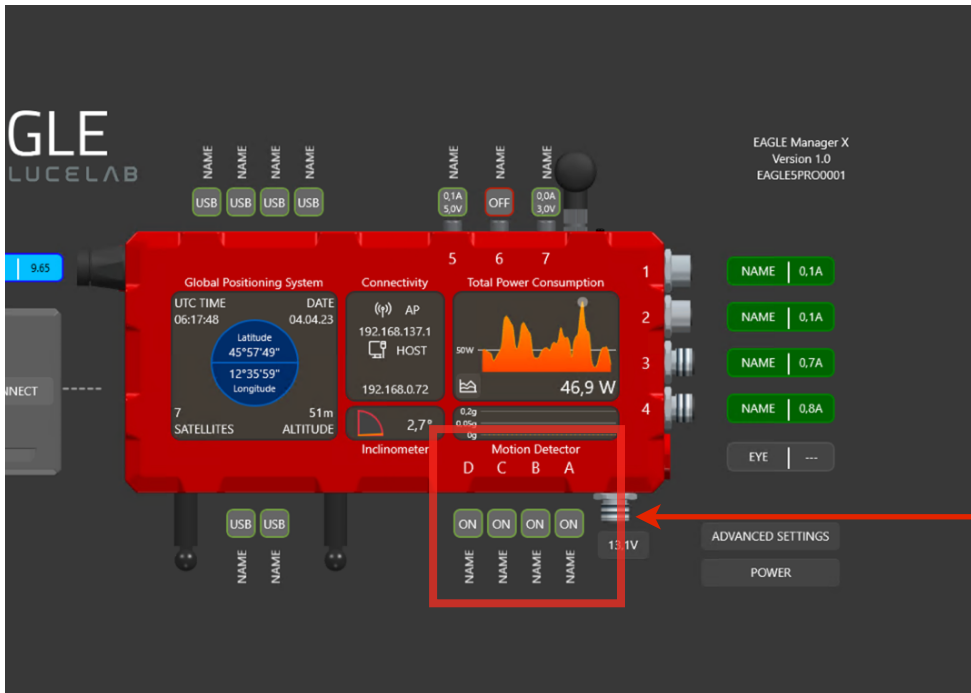 GLE
LUCELAB
EAGLE Manager X
Version 1.0
EAGLE5PRO0001
NAME NAME NAME NAME
USB USB USB USB
NAME NAME NAME
0,1A 5,0V
OFF
0,0A 3,0V
5 6 7
9.65
NNECT
Global Positioning System
UTC TIME
06:17:48
DATE
04.04.23
Latitude
45°57'49"
12°35'59"
Longitude
7
SATELLITES
51m
ALTITUDE
Connectivity
AP
192.168.137.1
HOST
192.168.0.72
2,7°
Inclinometer
Total Power Consumption
50W
46,9 W
0,2g
0,05g
0g
Motion Detector
D C B A
1
2
3
4
NAME 0,1A
NAME 0,1A
NAME 0,7A
NAME 0,8A
EYE ---
USB USB
NAME NAME
ON ON ON ON
NAME NAME NAME NAME
13,1V
ADVANCED SETTINGS
POWER